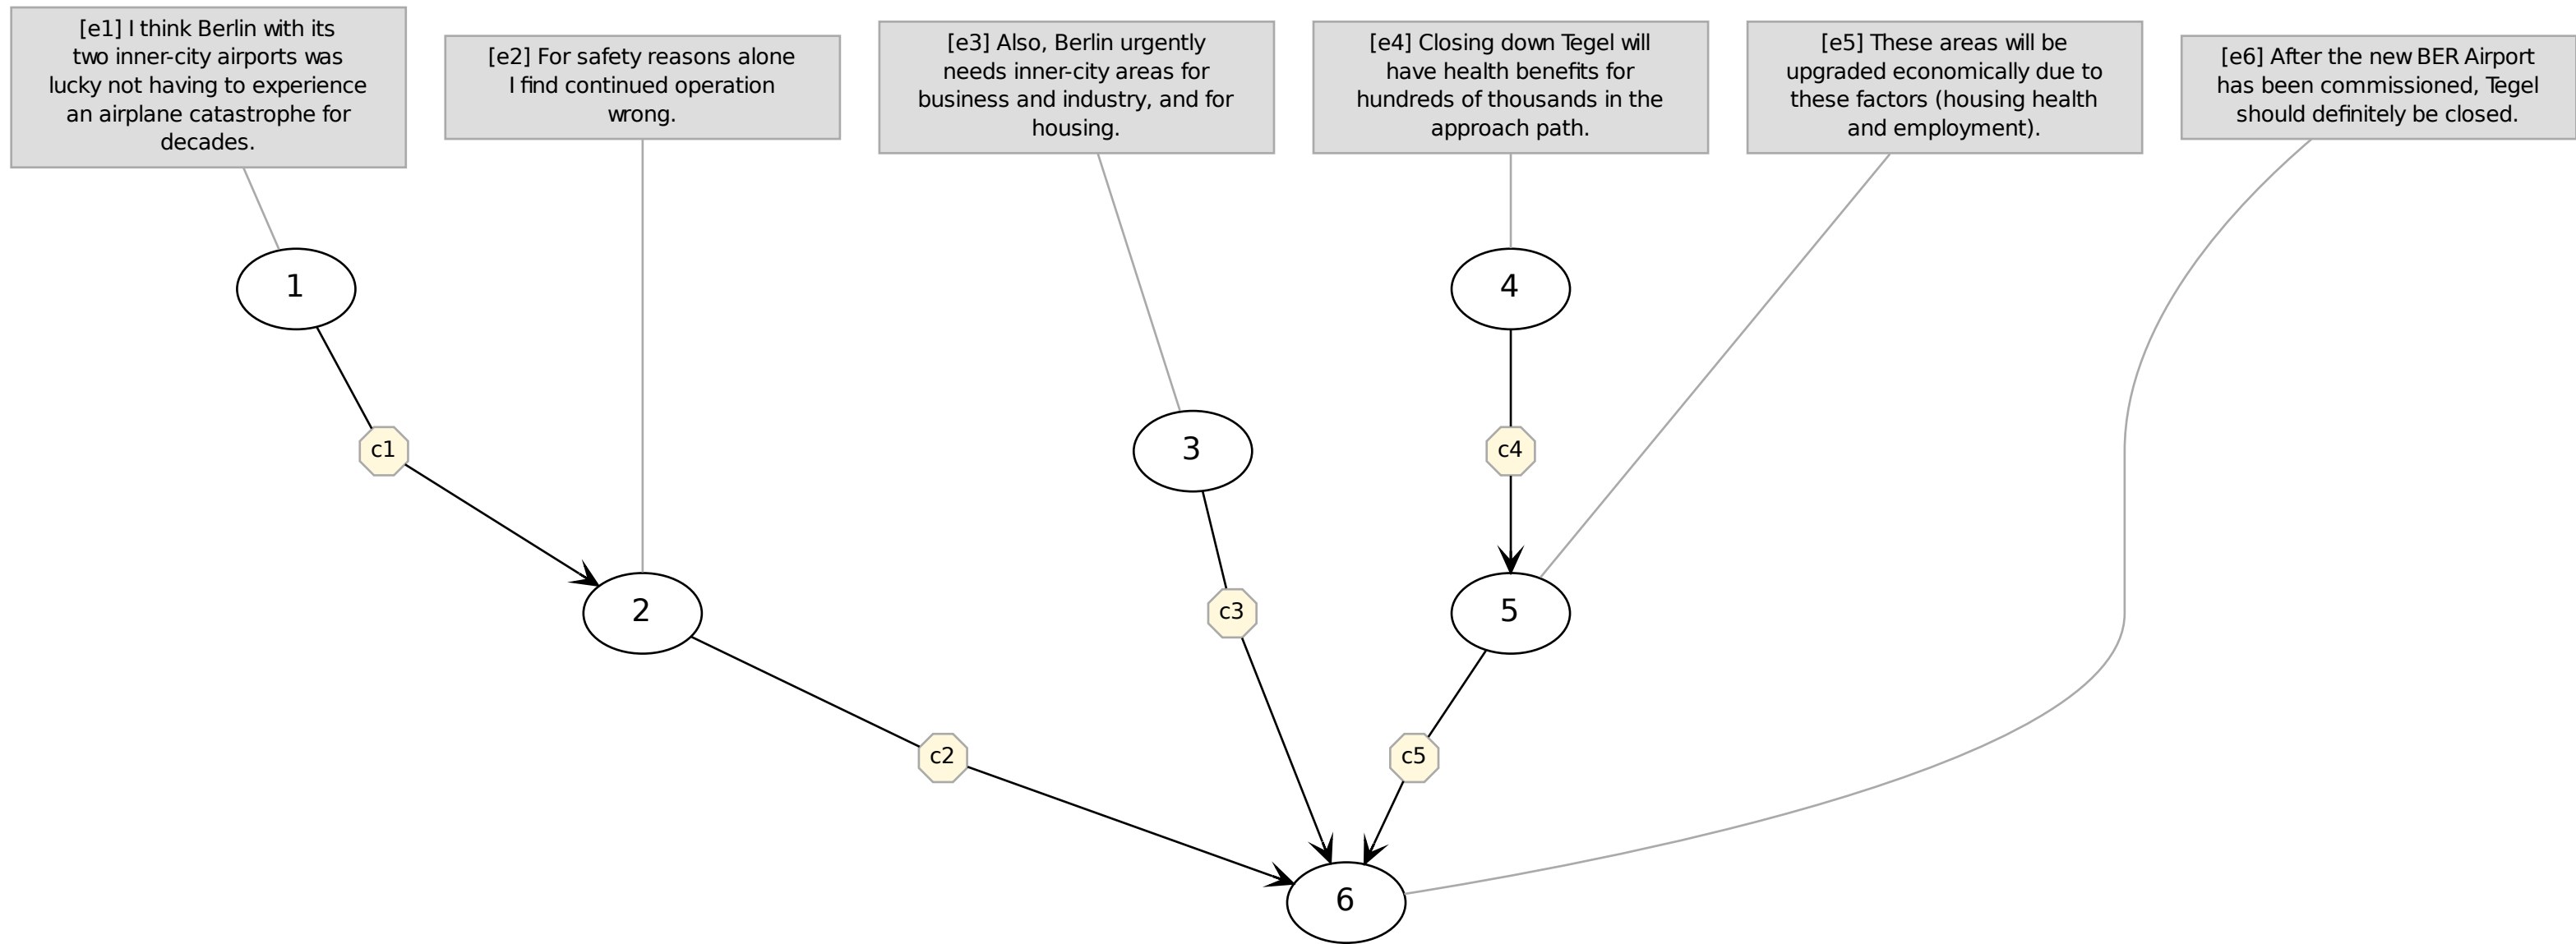 [e1] I think Berlin with its
two inner-city airports was
lucky not having to experience
an airplane catastrophe for
decades.
[e2] For safety reasons alone
I find continued operation
wrong.
[e3] Also, Berlin urgently
needs inner-city areas for
business and industry, and for
housing.
[e4] Closing down Tegel will
have health benefits for
hundreds of thousands in the
approach path.
[e5] These areas will be
upgraded economically due to
these factors (housing health
and employment).
[e6] After the new BER Airport
has been commissioned, Tegel
should definitely be closed.
1
4
c1
3
c4
2
c3
5
c2
c5
6